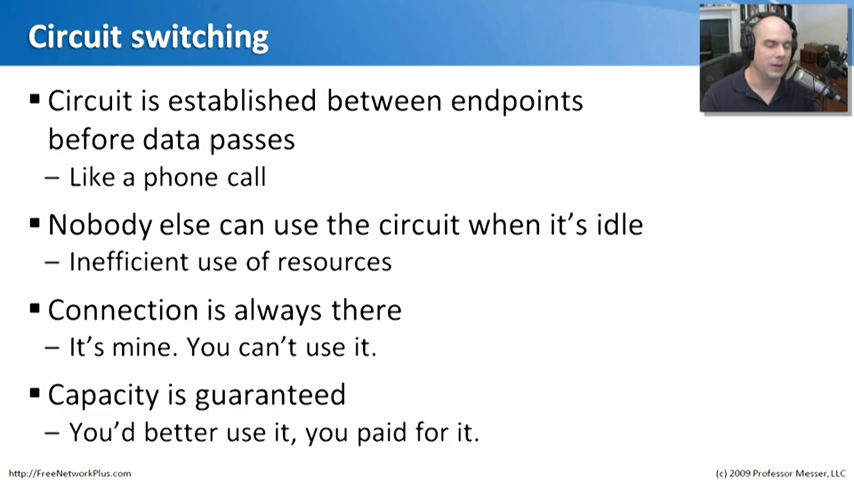 Circuit switching
▪ Circuit is established between endpoints
before data passes
– Like a phone call
▪ Nobody else can use the circuit when it's idle
– Inefficient use of resources
▪ Connection is always there
– It's mine. You can't use it.
▪ Capacity is guaranteed
– You'd better use it, you paid for it.
http://FreeNetworkPlus.com
(c) 2009 Professor Messer, LLC